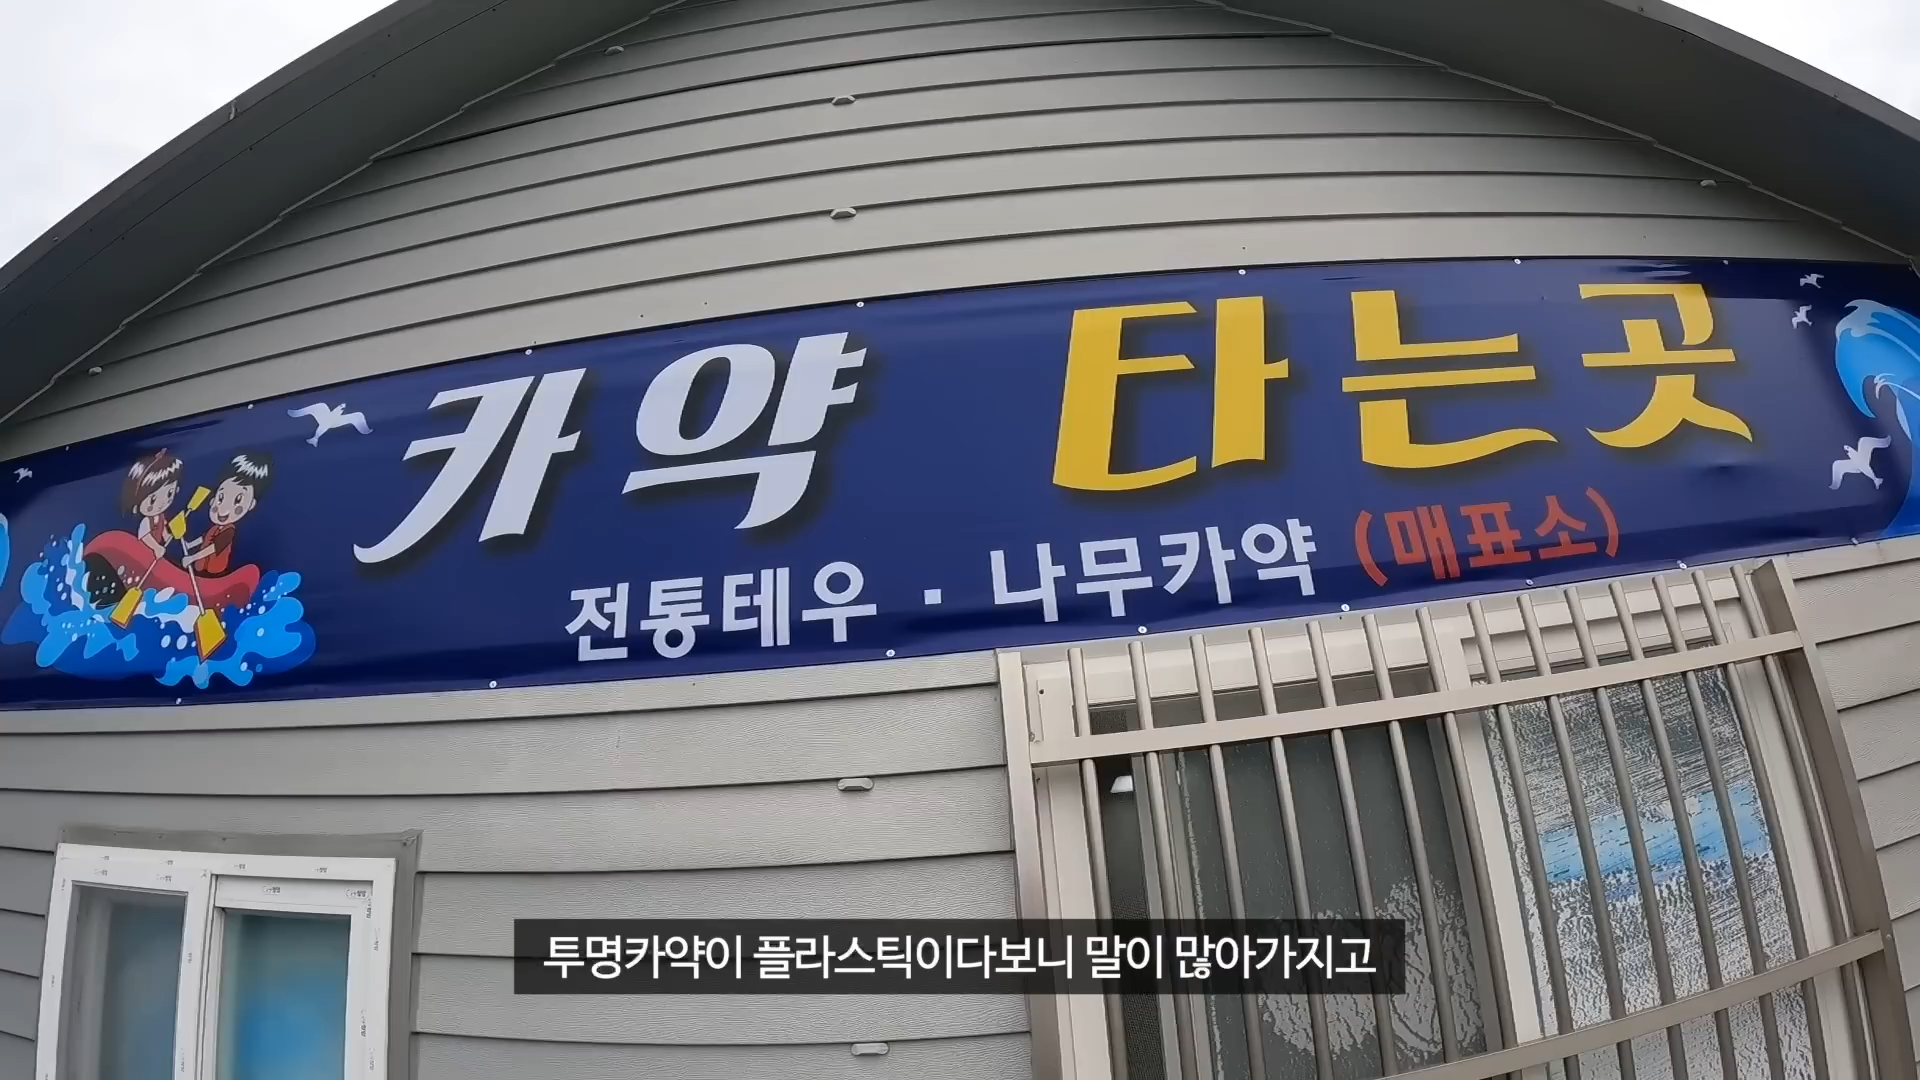 카약 타는곳
전통테우 · 나무카약 (매표소)
투명카약이 플라스틱이다보니 말이 많아가지고